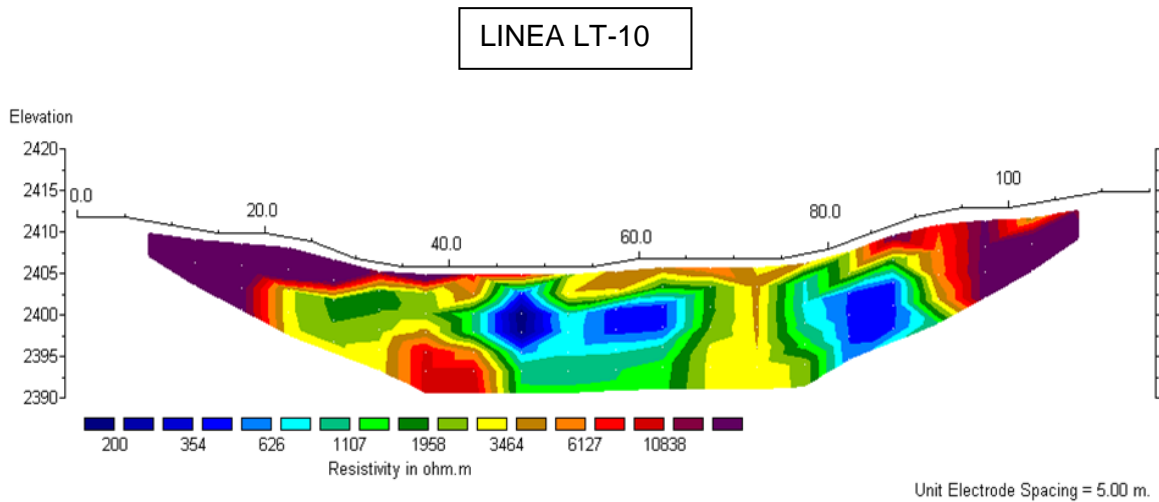 LINEA LT-10
Elevation
2420
2415
2410
2405
2400
2395
2390
0.0
20.0
40.0
60.0
80.0
100
200 354 626 1107 1958 3464 6127 10838
Resistivity in ohm.m
Unit Electrode Spacing = 5.00 m.